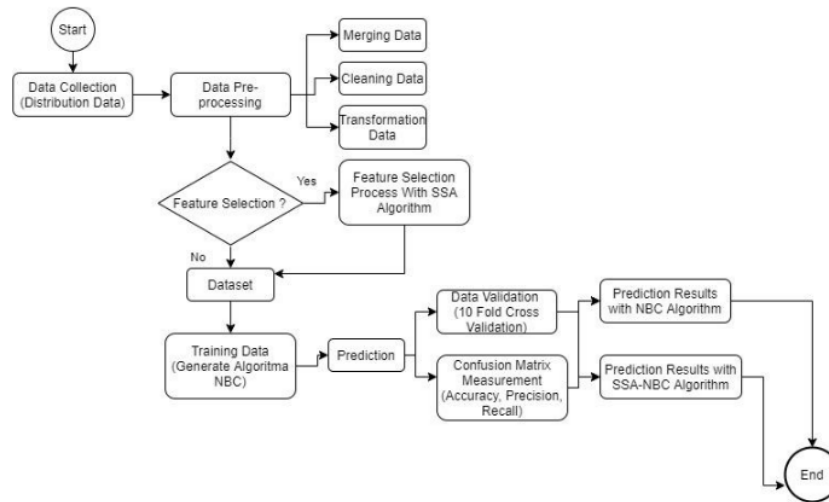 Start
Data Collection
(Distribution Data)
Data Pre-
processing
Merging Data
Cleaning Data
Transformation
Data
Feature Selection ?
Yes
Feature Selection
Process With SSA
Algorithm
No
Dataset
Training Data
(Generate Algoritma
NBC)
Prediction
Data Validation
(10 Fold Cross
Validation)
Confusion Matrix
Measurement
(Accuracy, Precision,
Recall)
Prediction Results
with NBC Algorithm
Prediction Results with
SSA-NBC Algorithm
End